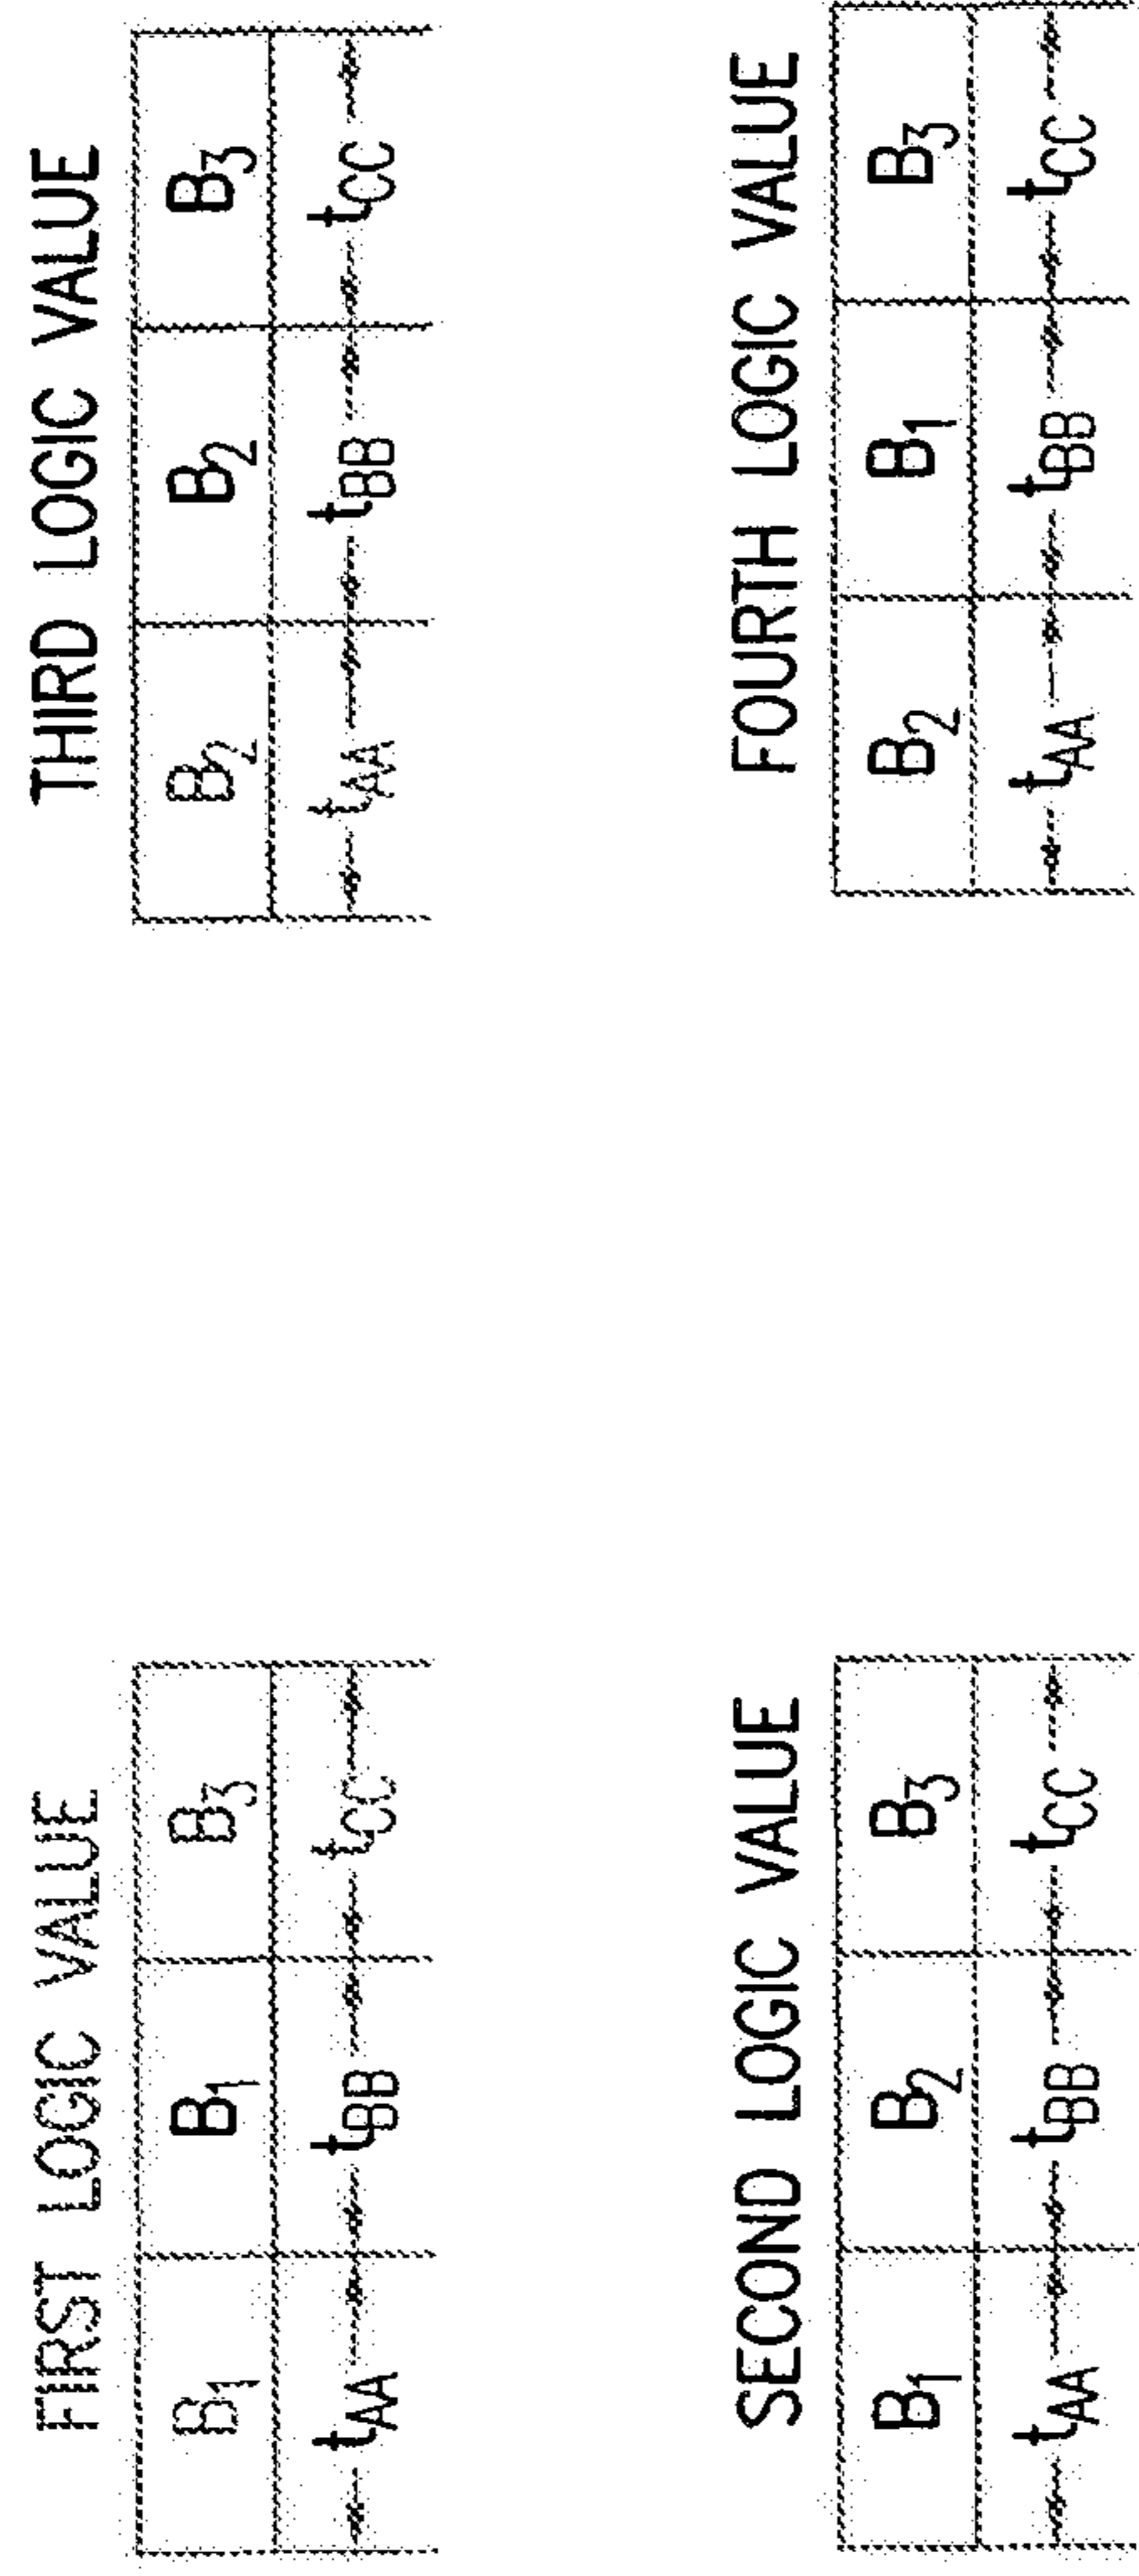 FIRST LOGIC VALUE
B1 B1 B3
tAA tBB tCC
THIRD LOGIC VALUE
B2 B2 B3
tAA tBB tCC
SECOND LOGIC VALUE
B1 B2 B3
tAA tBB tCC
FOURTH LOGIC VALUE
B2 B1 B3
tAA tBB tCC